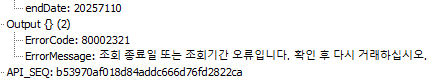 endDate: 20257110
Output {} (2)
ErrorCode: 80002321
ErrorMessage: 조회 종료일 또는 조회기간 오류입니다. 확인 후 다시 거래하십시오.
API_SEQ: b53970af018d84addc666d76fd2822ca